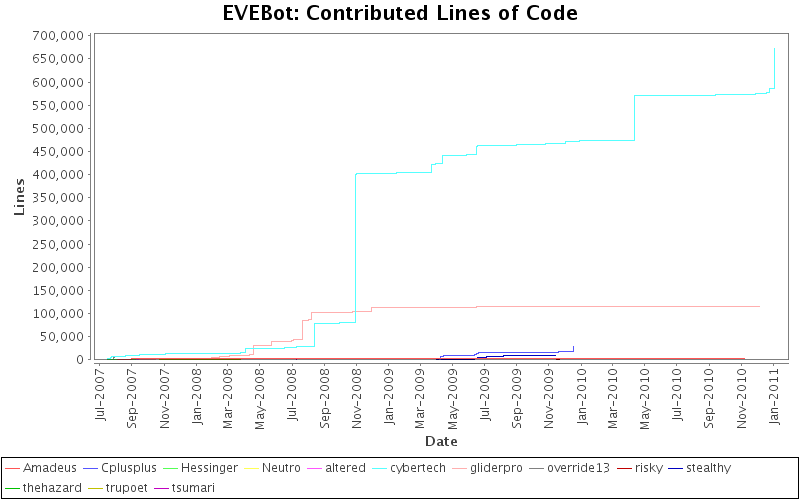 EVEBot: Contributed Lines of Code
700,000
650,000
600,000
550,000
500,000
450,000
400,000
350,000
300,000
250,000
200,000
150,000
100,000
50,000
0
Lines
Jul-2007
Sep-2007
Nov-2007
Jan-2008
Mar-2008
May-2008
Jul-2008
Sep-2008
Nov-2008
Jan-2009
Mar-2009
May-2009
Jul-2009
Sep-2009
Nov-2009
Jan-2010
Mar-2010
May-2010
Jul-2010
Sep-2010
Nov-2010
Jan-2011
Date
Amadeus Cplusplus Hessinger Neutro altered cybertech gliderpro override13 risky stealthy
thehazard trupoet tsumari